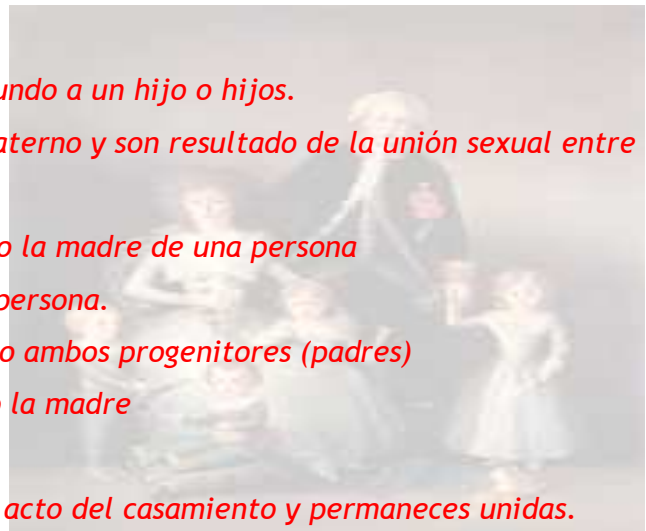 undo a un hijo o hijos.
aterno y son resultado de la unión sexual entre
o la madre de una persona
persona.
o ambos progenitores (padres)
la madre
acto del casamiento y permaneces unidas.